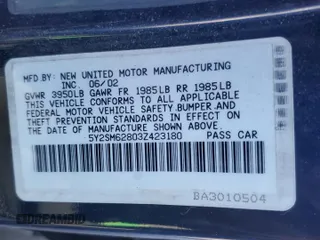 MFD BY NEW UNITED MOTOR MANUFACTURING
INC. 06/02
GVWR 3950LB GAWR FR 1985LB RR 1985LB
THIS VEHICLE CONFORMS TO ALL APPLICABLE
FEDERAL MOTOR VEHICLE SAFETY,BUMPER,AND
THEFT PREVENTION STANDARDS IN EFFECT ON
THE DATE OF MANUFACTURE SHOWN ABOVE.
5Y2SM62803Z423180 PASS CAR
BA3010504
DREAMBID